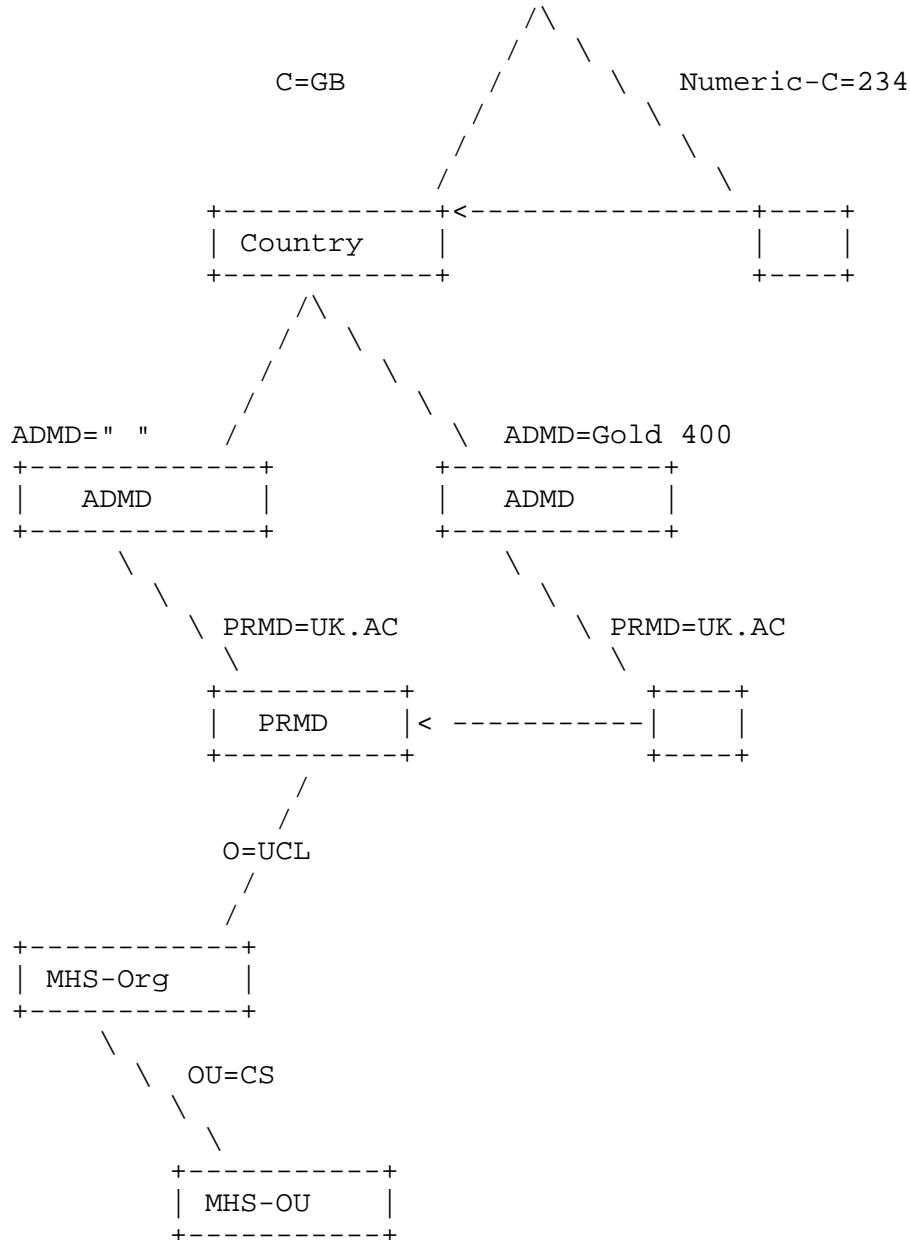 C=GB Numeric-C=234
Country
ADMD=" " ADMD=Gold 400
ADMD ADMD
PRMD=UK.AC PRMD=UK.AC
PRMD
O=UCL
MHS-Org
OU=CS
MHS-OU